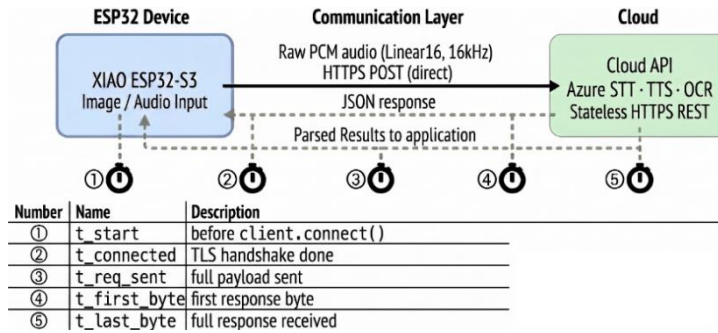 ESP32 Device
Communication Layer
Cloud
XIAO ESP32-S3
Image / Audio Input
Raw PCM audio (Linear16, 16kHz)
HTTPS POST (direct)
JSON response
Parsed Results to application
Cloud API
Azure STT · TTS · OCR
Stateless HTTPS REST
① ② ③ ④ ⑤
Number Name Description
① t_start before client.connect()
② t_connected TLS handshake done
③ t_req_sent full payload sent
④ t_first_byte first response byte
⑤ t_last_byte full response received